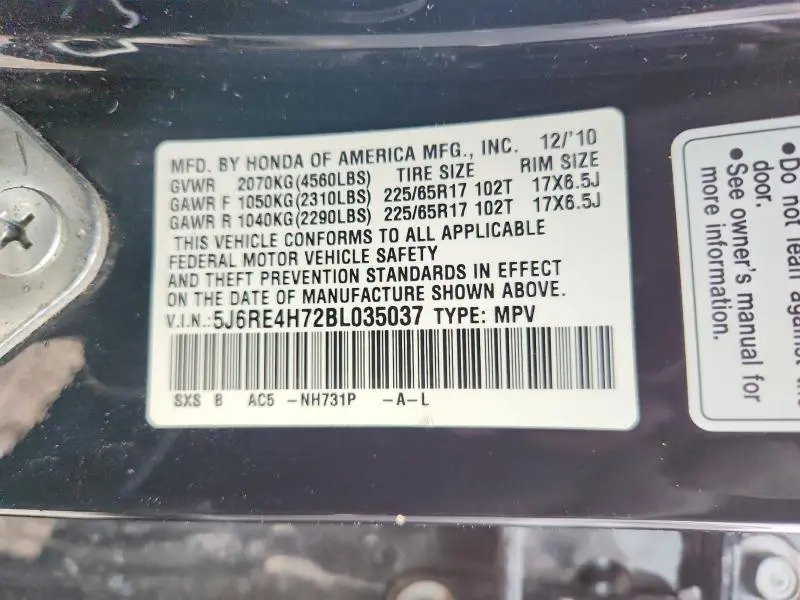 MFD. BY HONDA OF AMERICA MFG., INC. 12/'10
GVWR 2070KG(4560LBS) TIRE SIZE RIM SIZE
GAWR F 1050KG(2310LBS) 225/65R17 102T 17X6.5J
GAWR R 1040KG(2290LBS) 225/65R17 102T 17X6.5J
THIS VEHICLE CONFORMS TO ALL APPLICABLE
FEDERAL MOTOR VEHICLE SAFETY
AND THEFT PREVENTION STANDARDS IN EFFECT
ON THE DATE OF MANUFACTURE SHOWN ABOVE.
V.I.N.:5J6RE4H72BL035037 TYPE: MPV
SXS B AC5 -NH731P -A-L
•Do not lean against
door.
•See owner's manual for
more information.